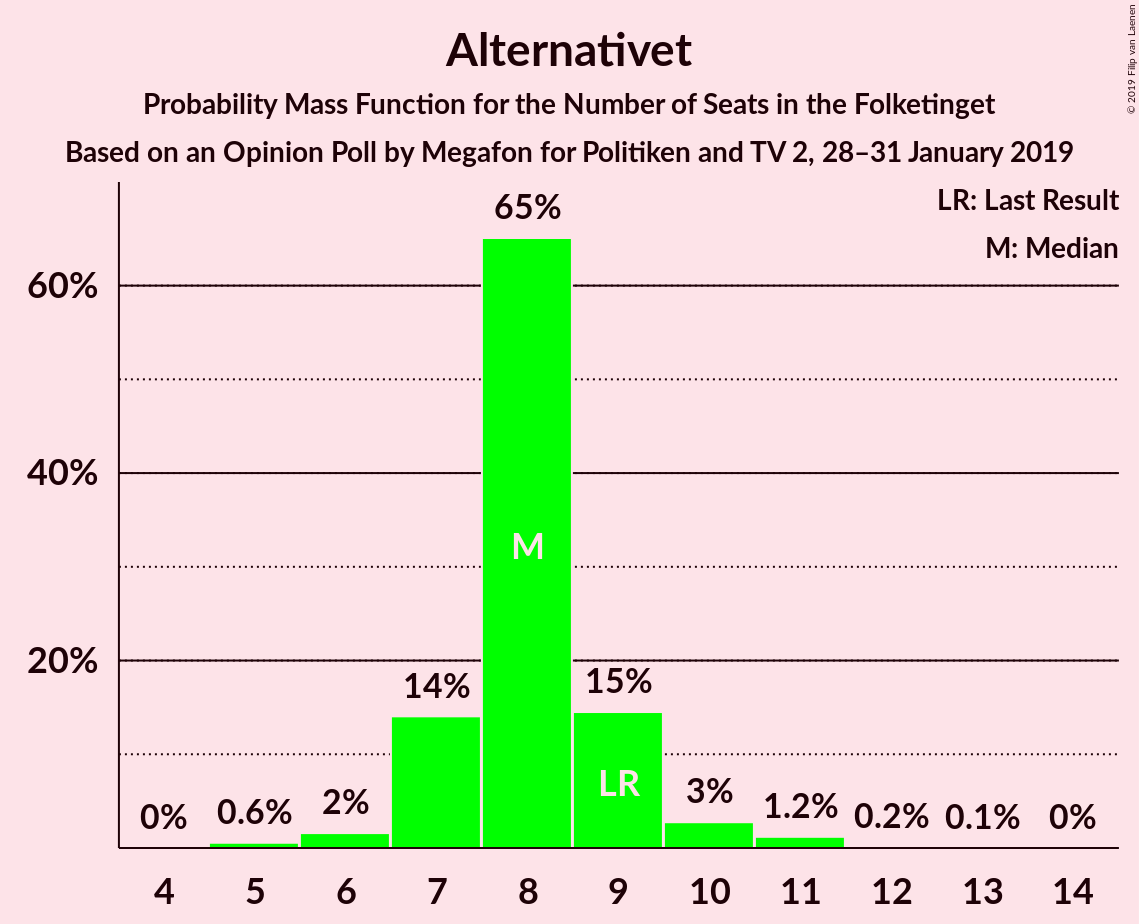 Alternativet
Probability Mass Function for the Number of Seats in the Folketinget
Based on an Opinion Poll by Megafon for Politiken and TV 2, 28–31 January 2019
© 2019 Filip van Laenen
LR: Last Result
M: Median
60%
40%
20%
0%
0.6%
2%
14%
65%
M
15%
LR
3%
1.2%
0.2%
0.1%
0%
4 5 6 7 8 9 10 11 12 13 14